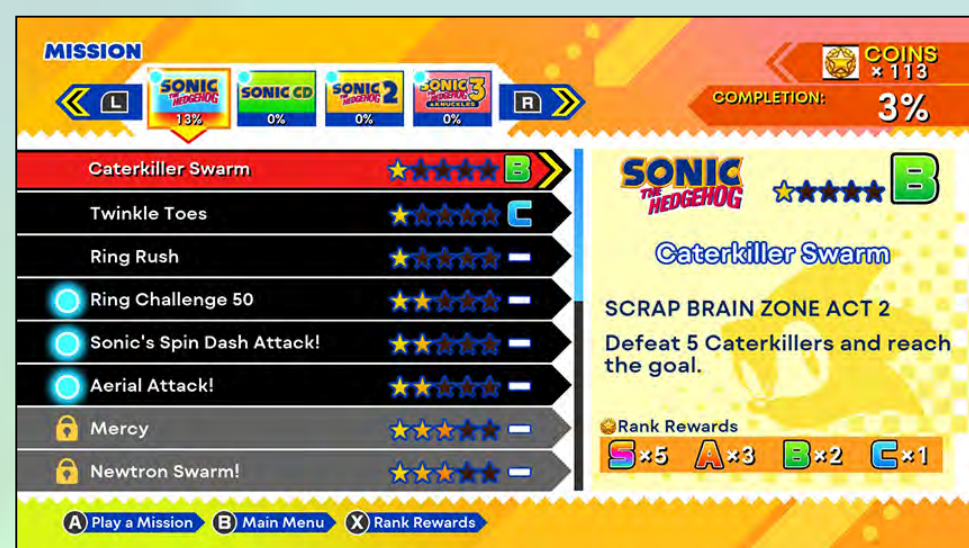 MISSION
COINS
× 113
L
SONIC THE HEDGEHOG
13%
SONIC CD
0%
SONIC 2
0%
SONIC 3 & KNUCKLES
0%
R
COMPLETION: 3%
Caterkiller Swarm B
Twinkle Toes C
Ring Rush
Ring Challenge 50
Sonic's Spin Dash Attack!
Aerial Attack!
Mercy
Newtron Swarm!
SONIC THE HEDGEHOG
B
Caterkiller Swarm
SCRAP BRAIN ZONE ACT 2
Defeat 5 Caterkillers and reach
the goal.
Rank Rewards
S×5 A×3 B×2 C×1
A Play a Mission B Main Menu X Rank Rewards